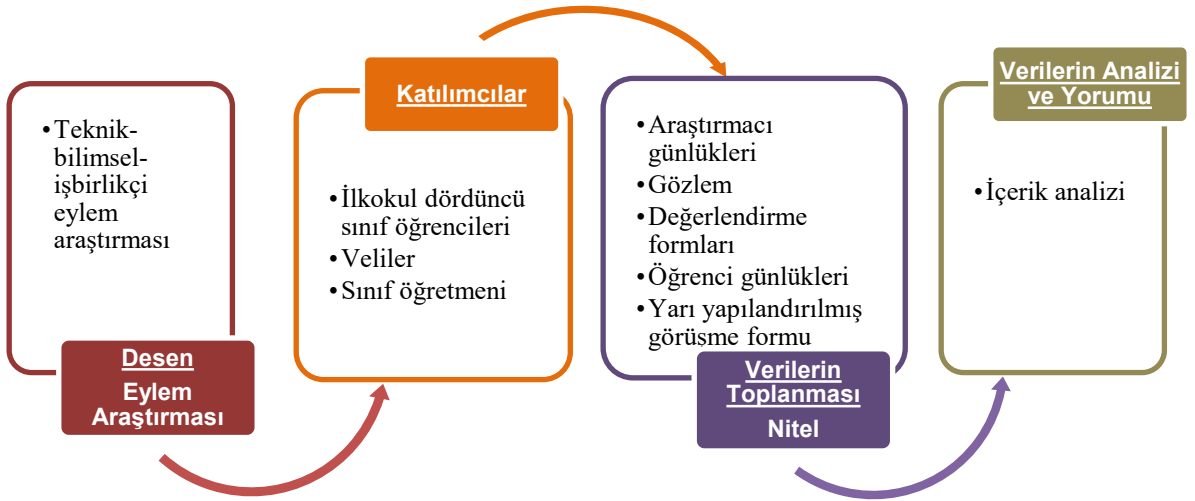 • Teknik-
bilimsel-
işbirlikçi
eylem
araştırması
Desen
Eylem
Araştırması
Katılımcılar
• İlkokul dördüncü
sınıf öğrencileri
• Veliler
• Sınıf öğretmeni
• Araştırmacı
günlükleri
• Gözlem
• Değerlendirme
formları
• Öğrenci günlükleri
• Yarı yapılandırılmış
görüşme formu
Verilerin
Toplanması
Nitel
Verilerin Analizi
ve Yorumu
• İçerik analizi